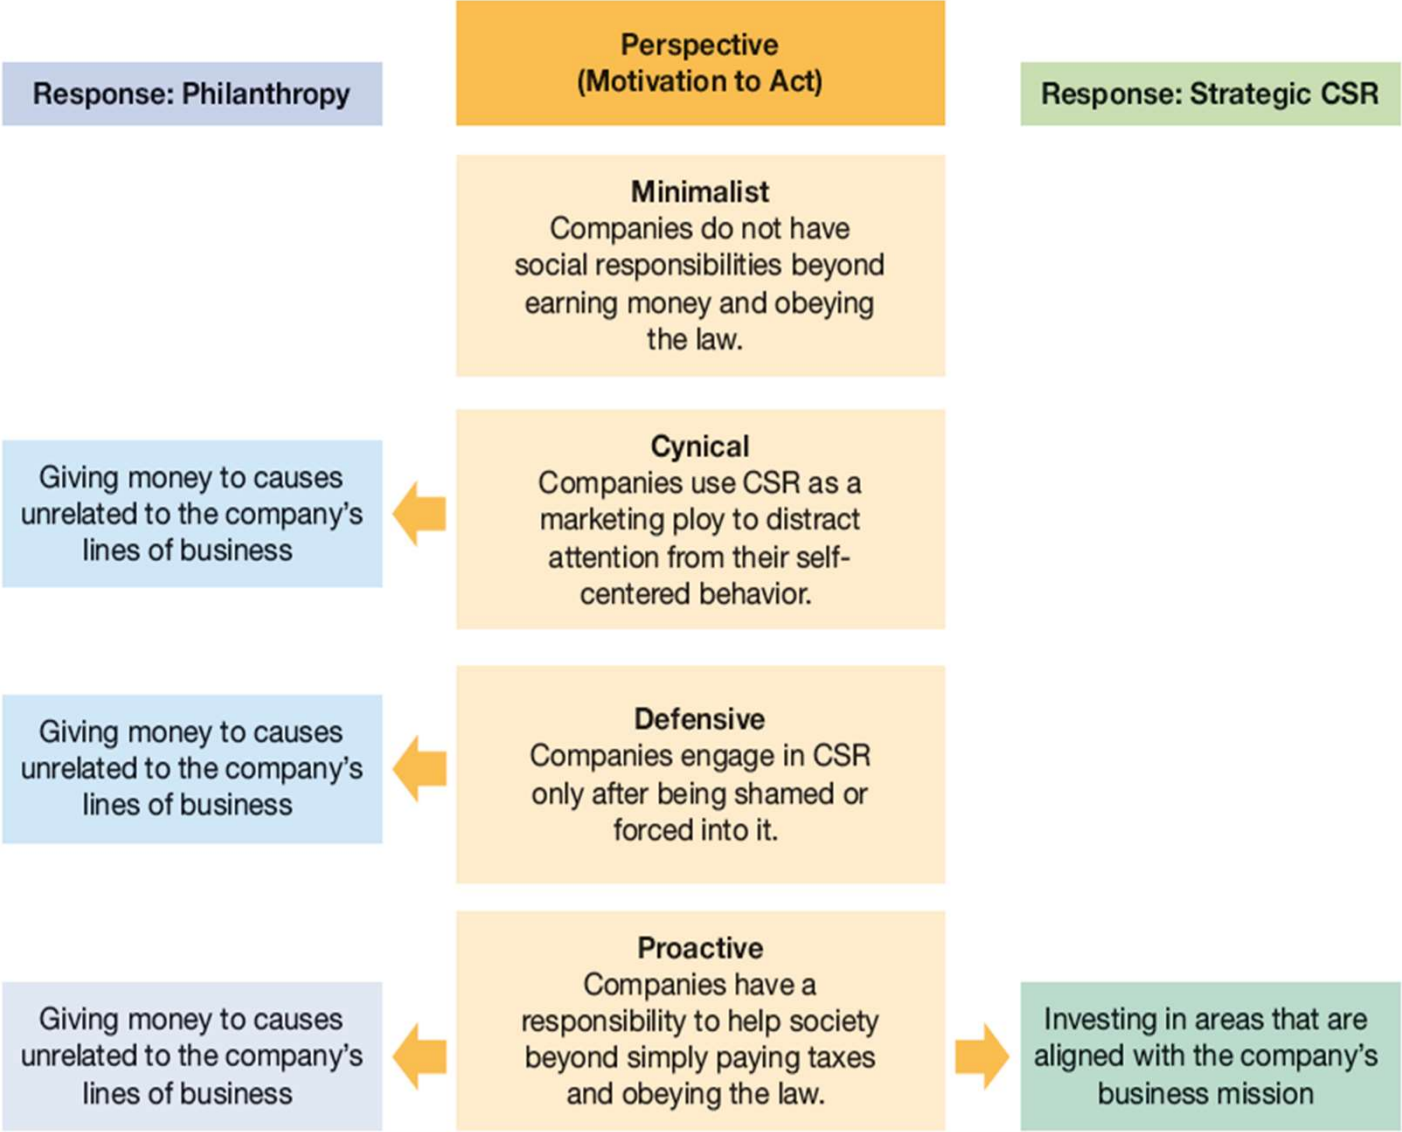 Response: Philanthropy
Perspective
(Motivation to Act)
Response: Strategic CSR
Minimalist
Companies do not have
social responsibilities beyond
earning money and obeying
the law.
Giving money to causes
unrelated to the company’s
lines of business
Cynical
Companies use CSR as a
marketing ploy to distract
attention from their self-
centered behavior.
Giving money to causes
unrelated to the company’s
lines of business
Defensive
Companies engage in CSR
only after being shamed or
forced into it.
Giving money to causes
unrelated to the company’s
lines of business
Proactive
Companies have a
responsibility to help society
beyond simply paying taxes
and obeying the law.
Investing in areas that are
aligned with the company’s
business mission